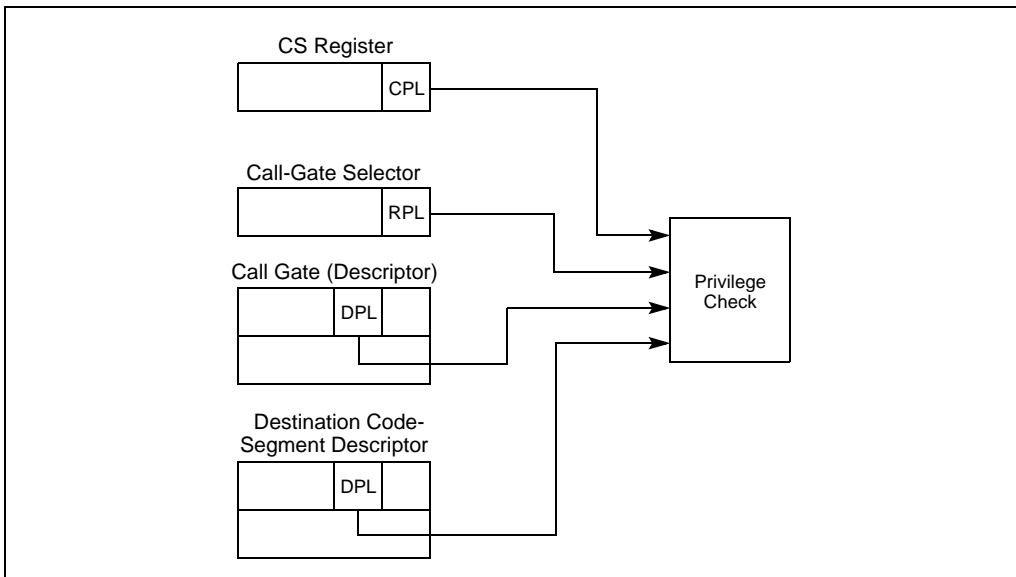 CS Register
CPL
Call-Gate Selector
RPL
Call Gate (Descriptor)
DPL
Privilege
Check
Destination Code-
Segment Descriptor
DPL